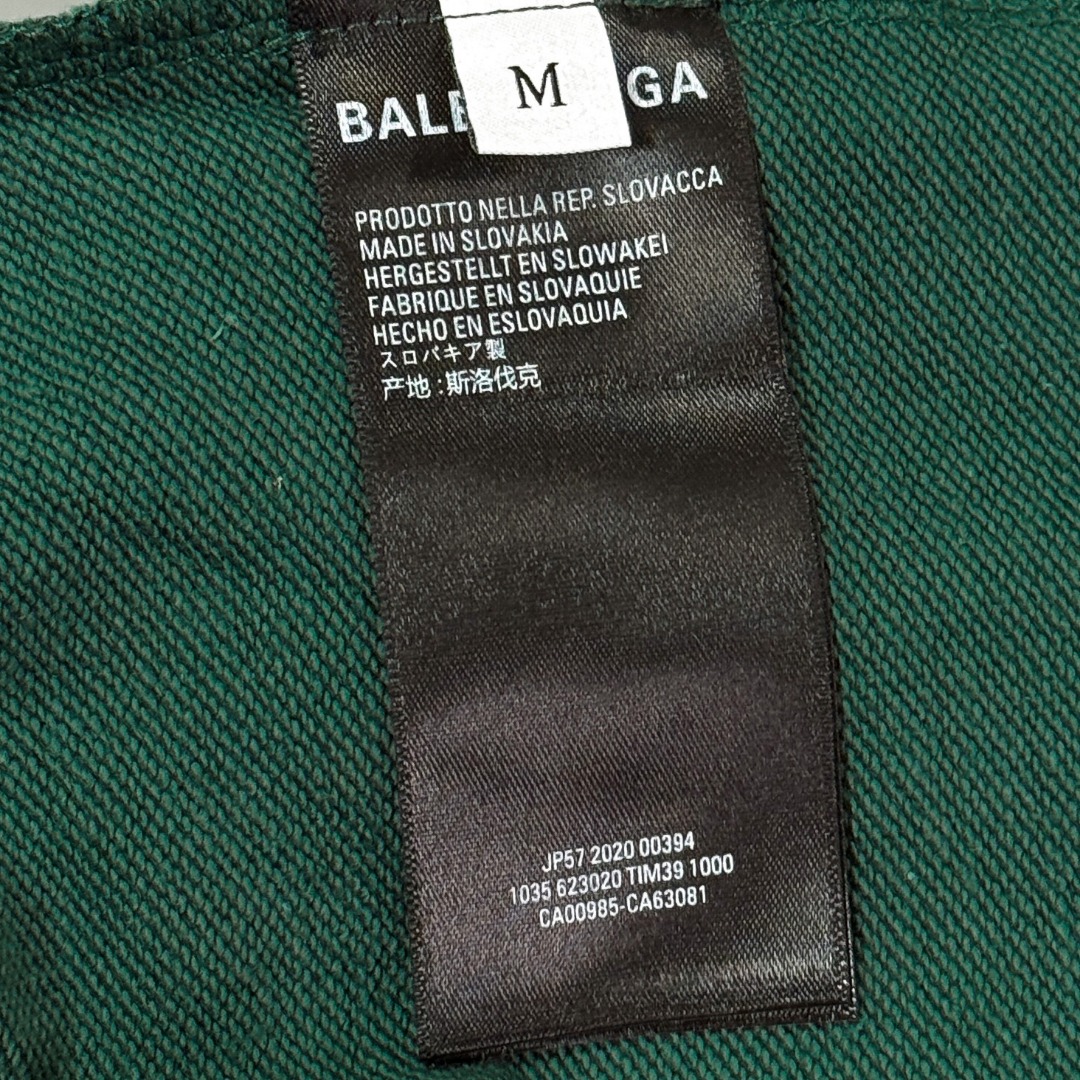 M
BALE GA
PRODOTTO NELLA REP. SLOVACCA
MADE IN SLOVAKIA
HERGESTELLT EN SLOWAKEI
FABRIQUE EN SLOVAQUIE
HECHO EN ESLOVAQUIA
スロバキア製
产地:斯洛伐克
JP57 2020 00394
1035 623020 TIM39 1000
CA00985-CA63081